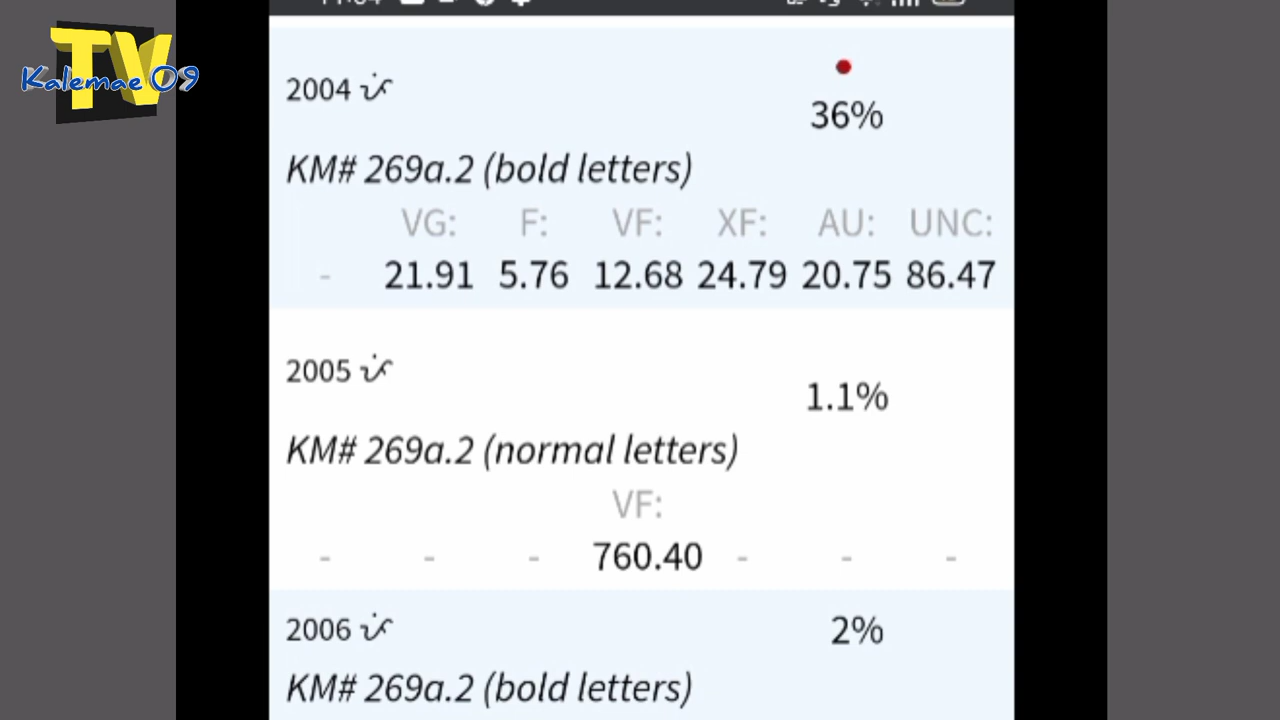 TV
Kalemae 09
2004
36%
KM# 269a.2 (bold letters)
VG: F: VF: XF: AU: UNC:
- 21.91 5.76 12.68 24.79 20.75 86.47
2005
1.1%
KM# 269a.2 (normal letters)
VF:
- - - 760.40 - - -
2006
2%
KM# 269a.2 (bold letters)